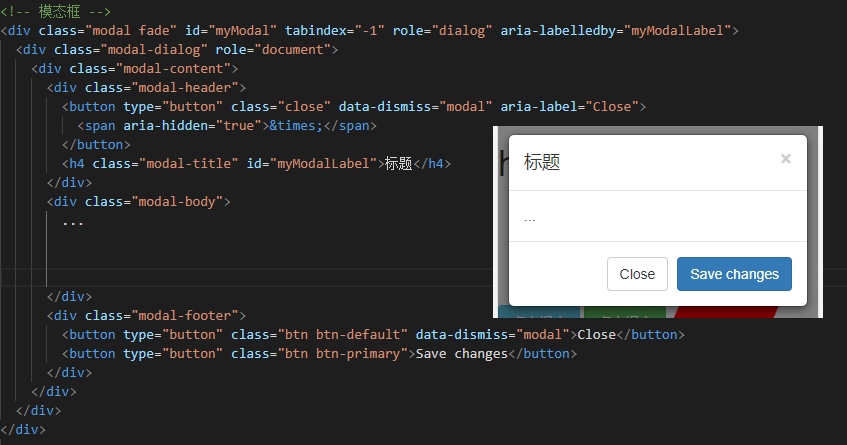 <!-- 模态框 -->
<div class="modal fade" id="myModal" tabindex="-1" role="dialog" aria-labelledby="myModalLabel">
<div class="modal-dialog" role="document">
<div class="modal-content">
<div class="modal-header">
<button type="button" class="close" data-dismiss="modal" aria-label="Close">
<span aria-hidden="true">&times;</span>
</button>
<h4 class="modal-title" id="myModalLabel">标题</h4>
</div>
<div class="modal-body">
...
</div>
<div class="modal-footer">
<button type="button" class="btn btn-default" data-dismiss="modal">Close</button>
<button type="button" class="btn btn-primary">Save changes</button>
</div>
</div>
</div>
</div>
标题 ×
...
Close Save changes